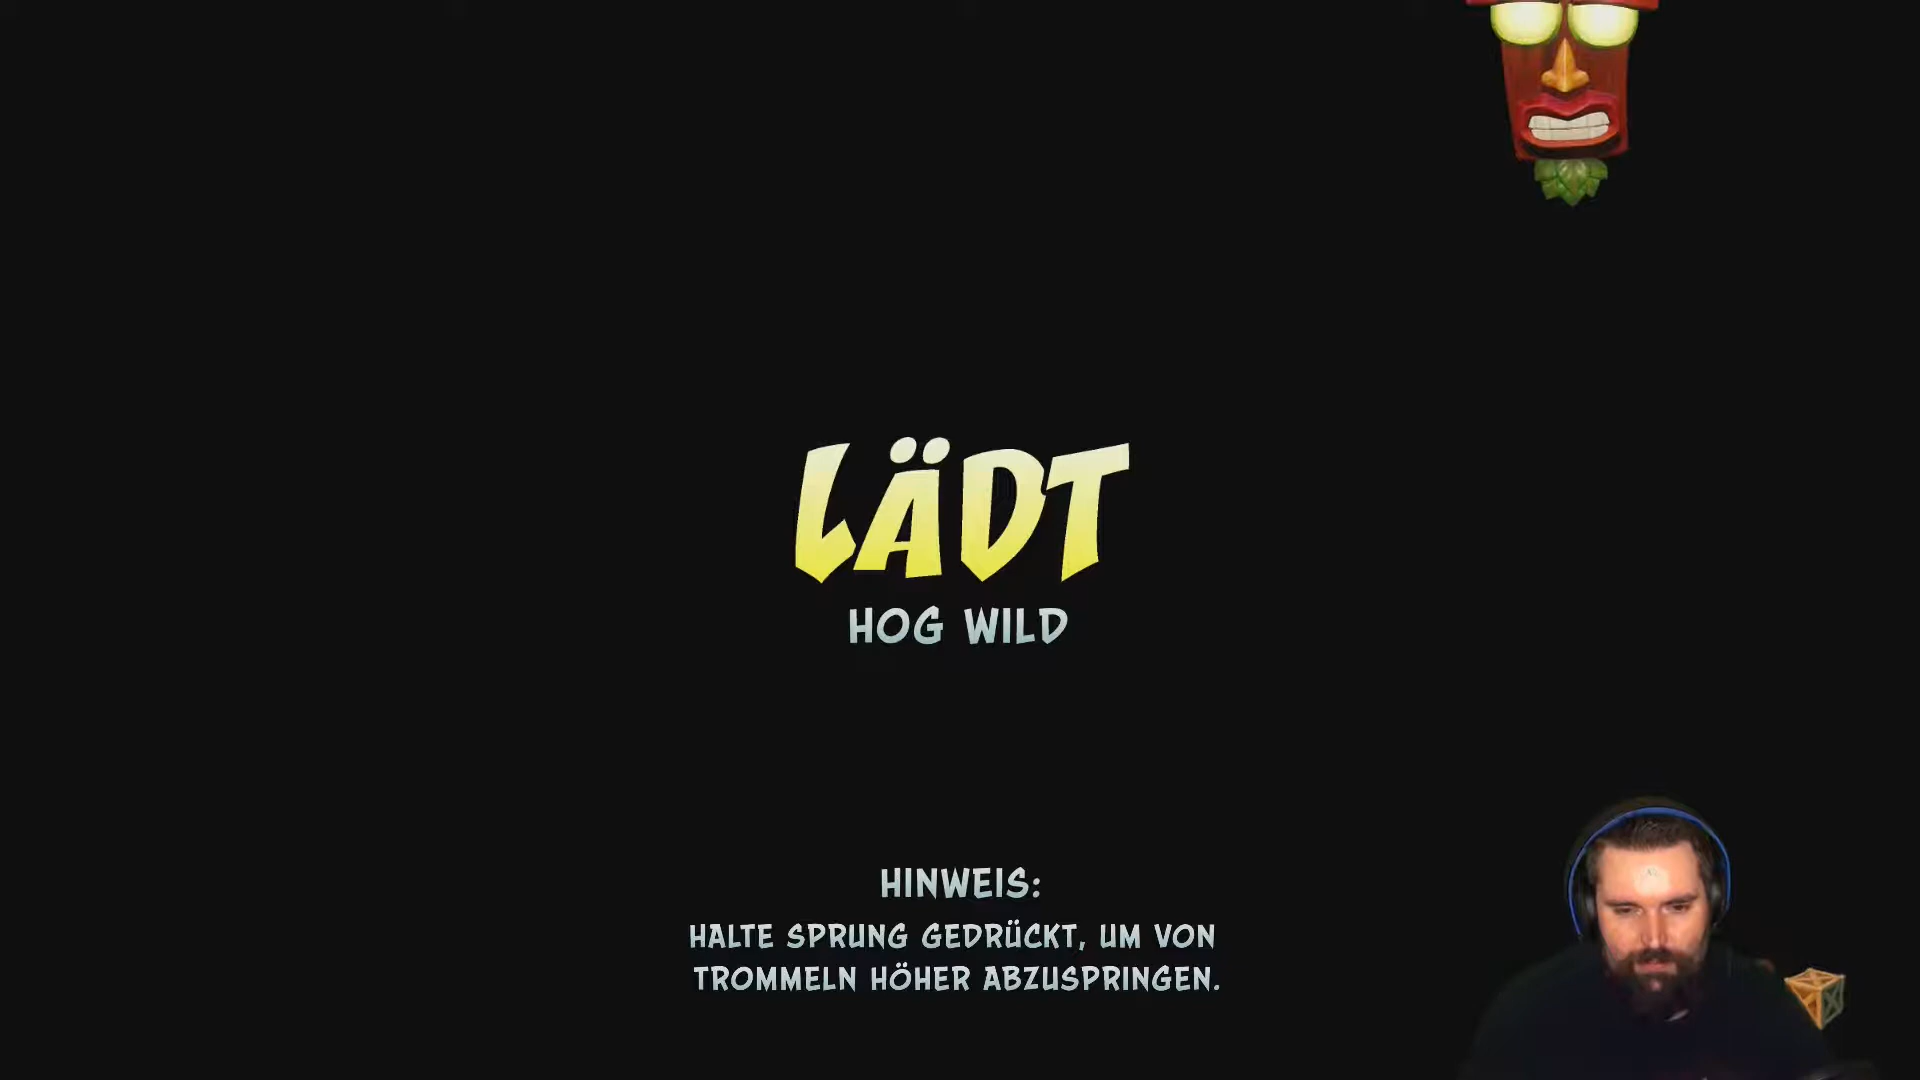 LÄDT
HOG WILD
HINWEIS:
HALTE SPRUNG GEDRÜCKT, UM VON
TROMMELN HÖHER ABZUSPRINGEN.